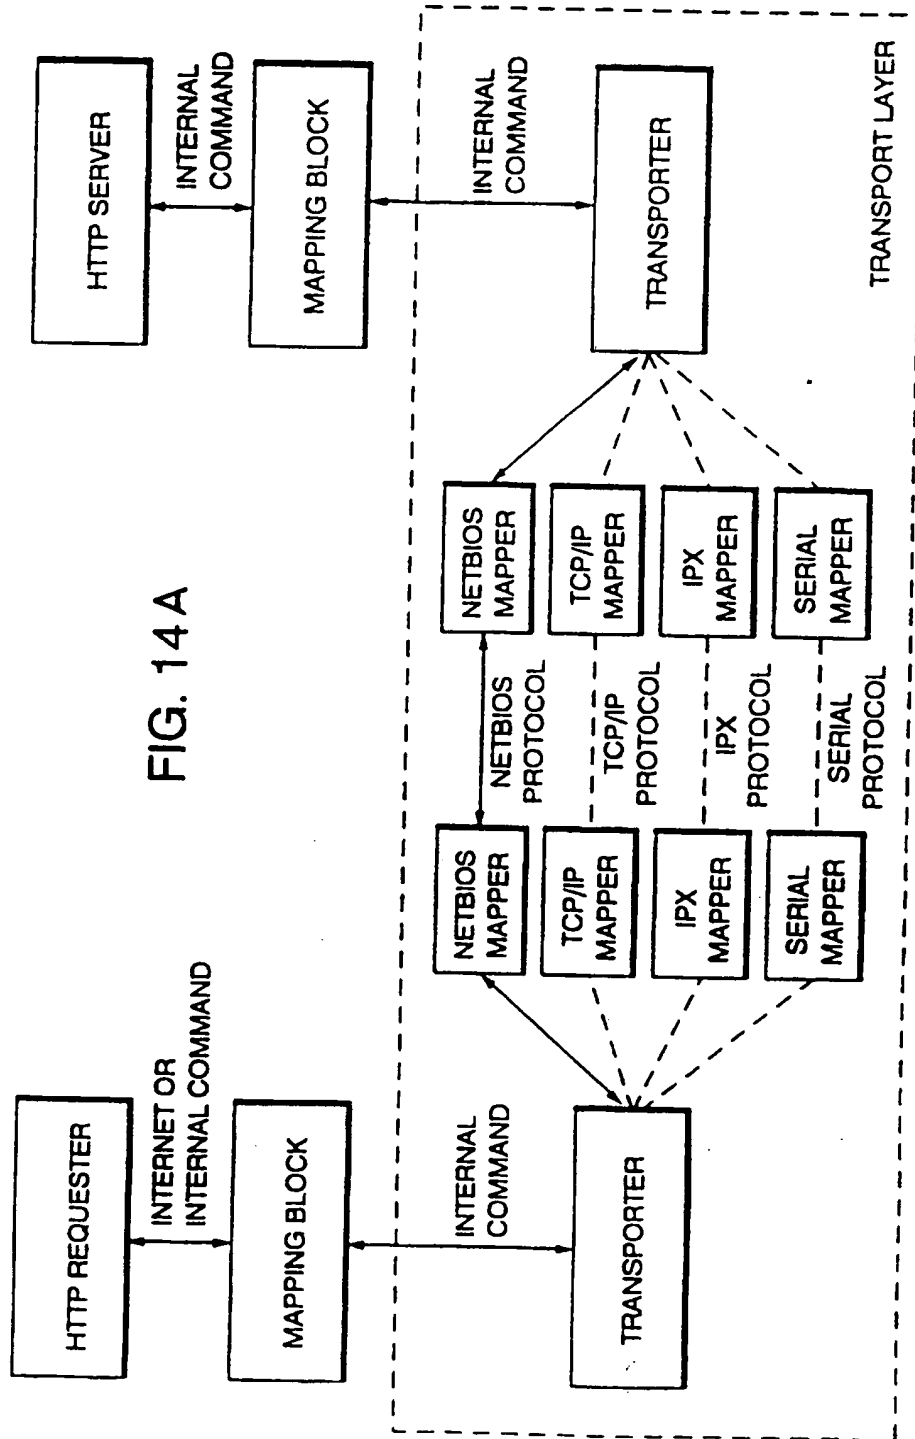 FIG. 14 A
HTTP REQUESTER
INTERNET OR
INTERNAL COMMAND
MAPPING BLOCK
INTERNAL
COMMAND
TRANSPORTER
NETBIOS
MAPPER
TCP/IP
MAPPER
IPX
MAPPER
SERIAL
MAPPER
NETBIOS
PROTOCOL
TCP/IP
PROTOCOL
IPX
PROTOCOL
SERIAL
PROTOCOL
NETBIOS
MAPPER
TCP/IP
MAPPER
IPX
MAPPER
SERIAL
MAPPER
HTTP SERVER
INTERNAL
COMMAND
MAPPING BLOCK
INTERNAL
COMMAND
TRANSPORTER
TRANSPORT LAYER